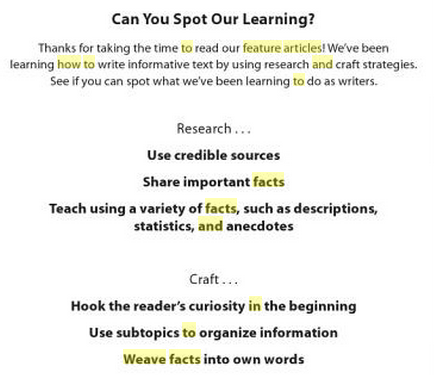 Can You Spot Our Learning?
Thanks for taking the time to read our feature articles! We've been
learning how to write informative text by using research and craft strategies.
See if you can spot what we've been learning to do as writers.
Research . . .
Use credible sources
Share important facts
Teach using a variety of facts, such as descriptions,
statistics, and anecdotes
Craft . . .
Hook the reader's curiosity in the beginning
Use subtopics to organize information
Weave facts into own words